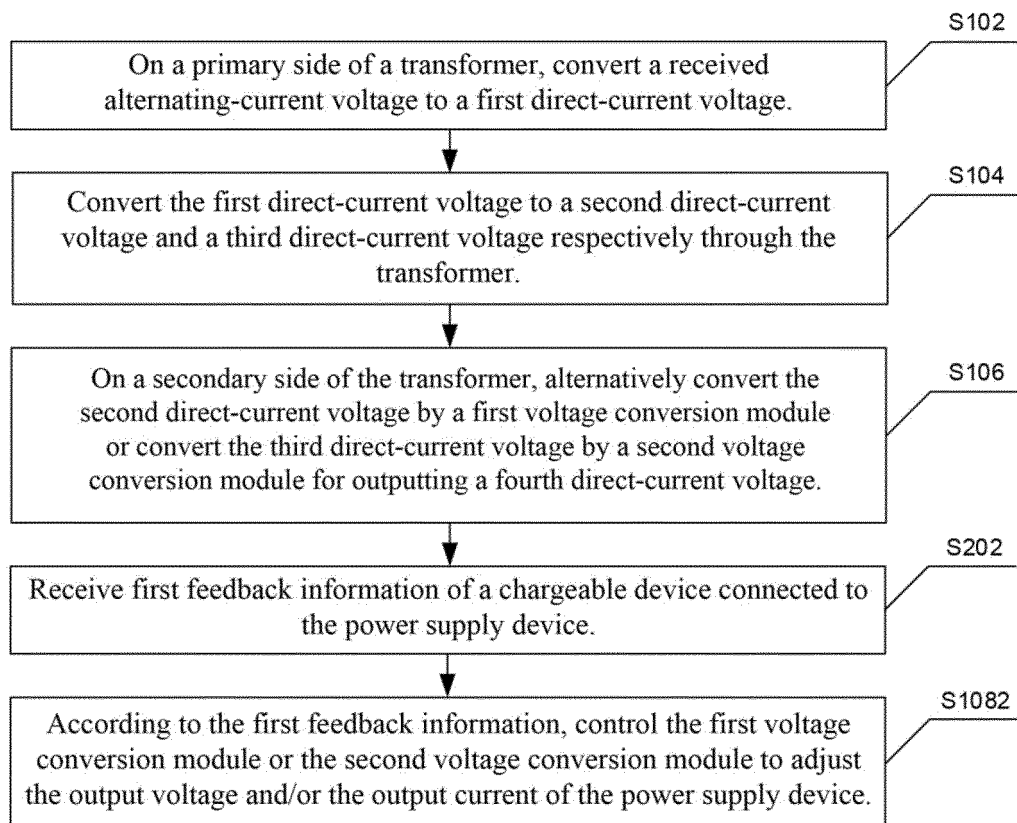 S102
On a primary side of a transformer, convert a received
alternating-current voltage to a first direct-current voltage.
S104
Convert the first direct-current voltage to a second direct-current
voltage and a third direct-current voltage respectively through the
transformer.
S106
On a secondary side of the transformer, alternatively convert the
second direct-current voltage by a first voltage conversion module
or convert the third direct-current voltage by a second voltage
conversion module for outputting a fourth direct-current voltage.
S202
Receive first feedback information of a chargeable device connected to
the power supply device.
S1082
According to the first feedback information, control the first voltage
conversion module or the second voltage conversion module to adjust
the output voltage and/or the output current of the power supply device.